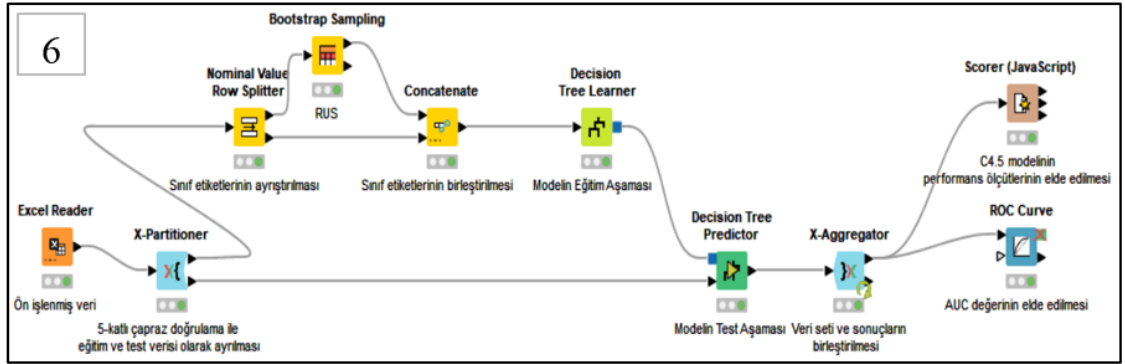 6
Bootstrap Sampling
RUS
Nominal Value
Row Splitter
Sınıf etiketlerinin ayrıştırılması
Concatenate
Sınıf etiketlerinin birleştirilmesi
Decision
Tree Learner
Modelin Eğitim Aşaması
Scorer (JavaScript)
C4.5 modelinin
performans ölçütlerinin elde edilmesi
Excel Reader
Ön işlenmiş veri
X-Partitioner
5-katlı çapraz doğrulama ile
eğitim ve test verisi olarak ayrılması
Decision Tree
Predictor
Modelin Test Aşaması
X-Aggregator
Veri seti ve sonuçların
birleştirilmesi
ROC Curve
AUC değerinin elde edilmesi